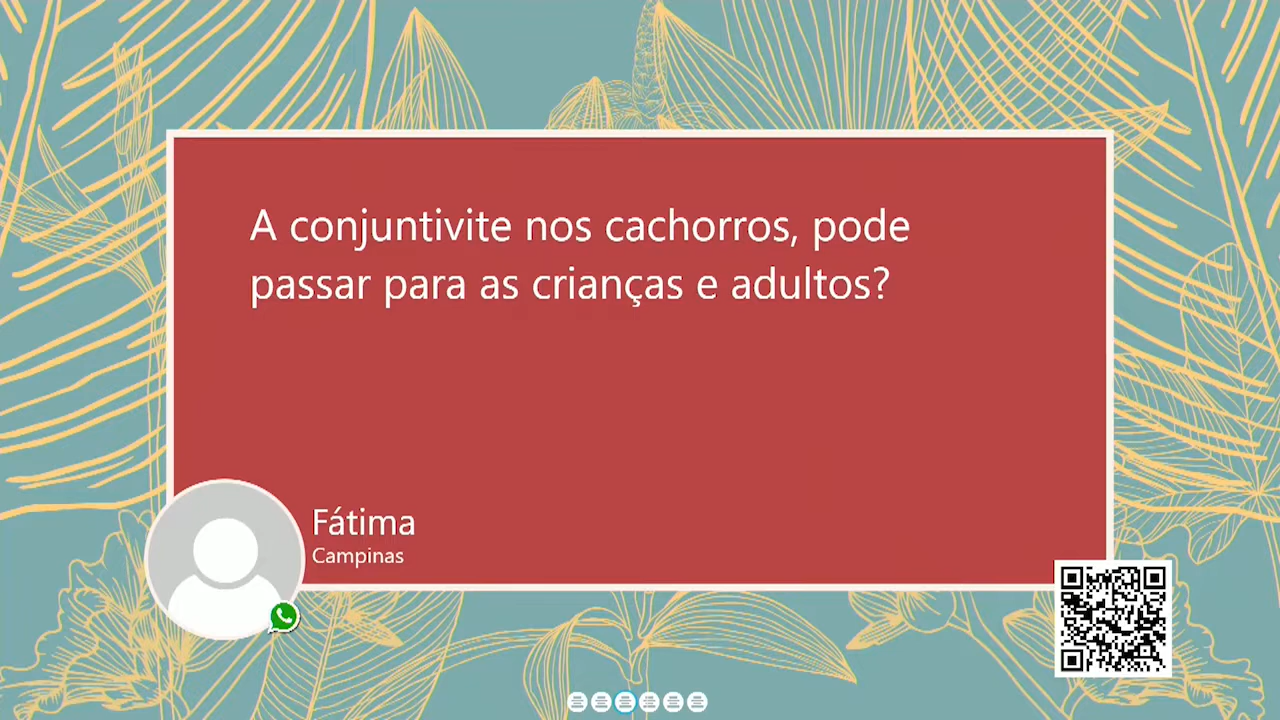 A conjuntivite nos cachorros, pode
passar para as crianças e adultos?
Fátima
Campinas